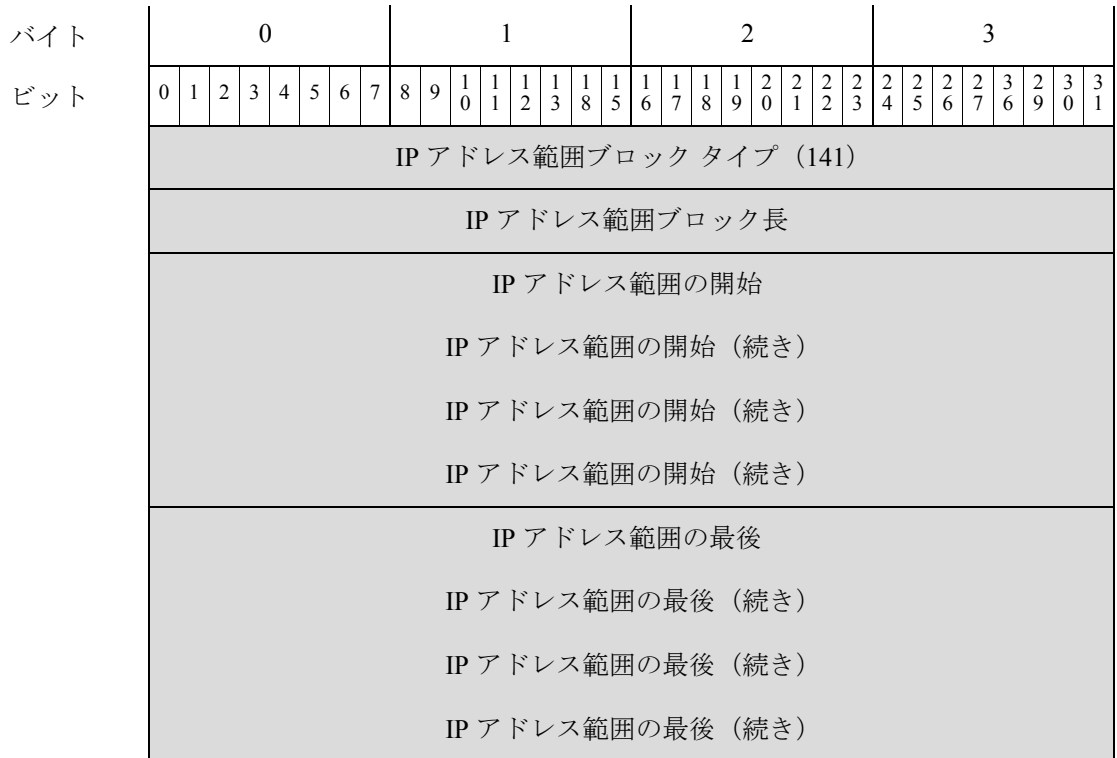 バイト 0 1 2 3
ビット 0 1 2 3 4 5 6 7 8 9 10 11 12 13 18 15 16 17 18 19 20 21 22 23 24 25 26 27 36 29 30 31
IP アドレス範囲ブロック タイプ（141）
IP アドレス範囲ブロック長
IP アドレス範囲の開始
IP アドレス範囲の開始（続き）
IP アドレス範囲の開始（続き）
IP アドレス範囲の開始（続き）
IP アドレス範囲の最後
IP アドレス範囲の最後（続き）
IP アドレス範囲の最後（続き）
IP アドレス範囲の最後（続き）